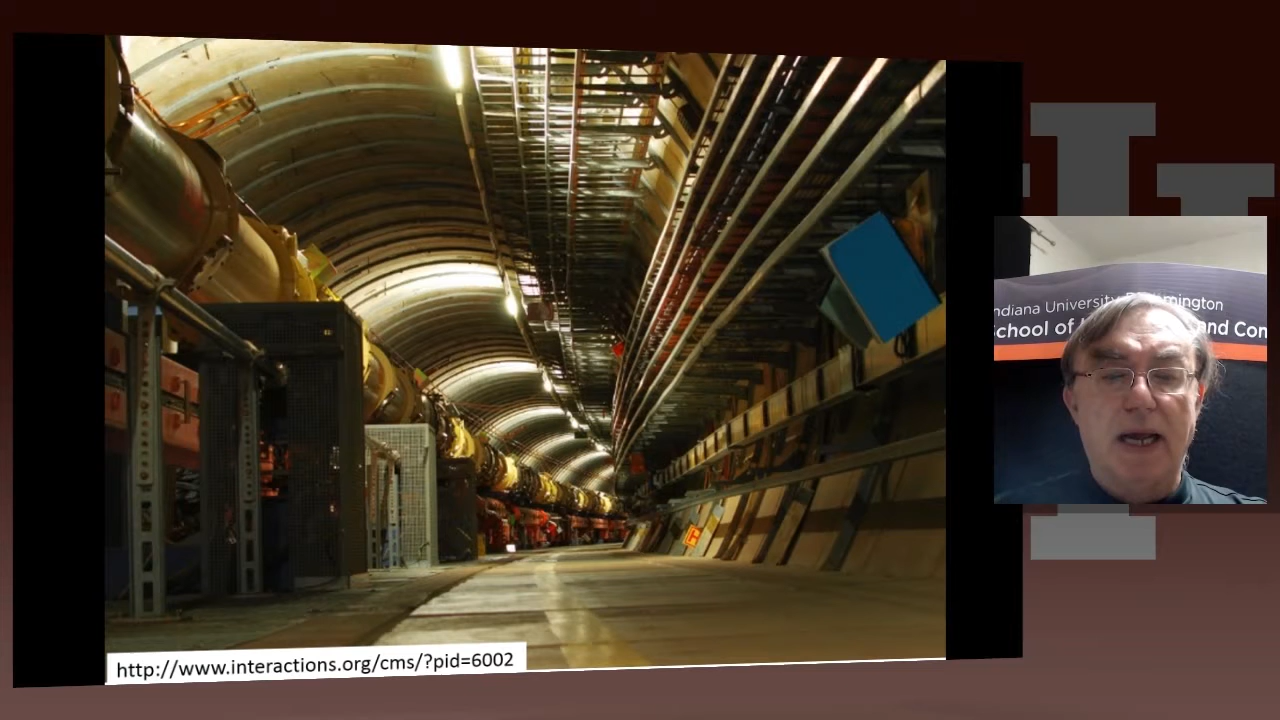 http://www.interactions.org/cms/?pid=6002
Indiana University Bloomington
School of and Con